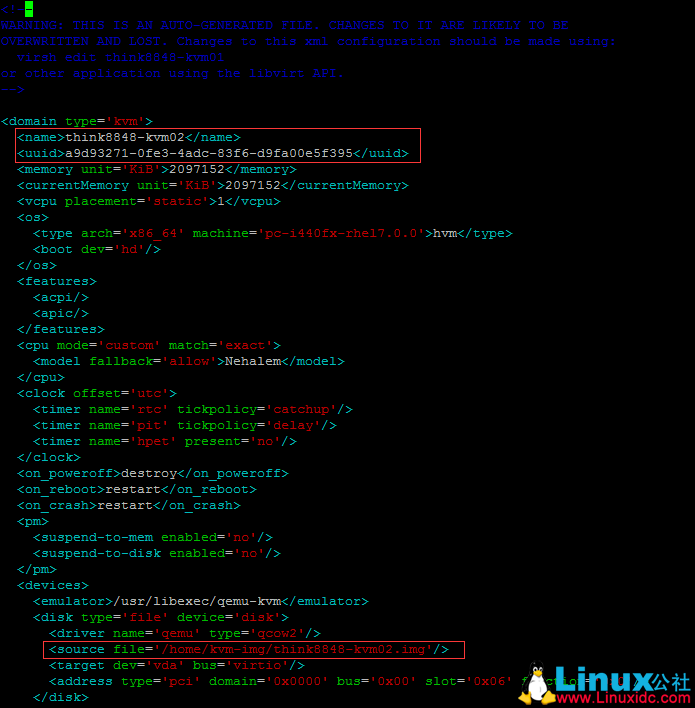 <!--
WARNING: THIS IS AN AUTO-GENERATED FILE. CHANGES TO IT ARE LIKELY TO BE
OVERWRITTEN AND LOST. Changes to this xml configuration should be made using:
  virsh edit think8848-kvm01
or other application using the libvirt API.
-->
<domain type='kvm'>
  <name>think8848-kvm02</name>
  <uuid>a9d93271-0fe3-4adc-83f6-d9fa00e5f395</uuid>
  <memory unit='KiB'>2097152</memory>
  <currentMemory unit='KiB'>2097152</currentMemory>
  <vcpu placement='static'>1</vcpu>
  <os>
    <type arch='x86_64' machine='pc-i440fx-rhel7.0.0'>hvm</type>
    <boot dev='hd'/>
  </os>
  <features>
    <acpi/>
    <apic/>
  </features>
  <cpu mode='custom' match='exact'>
    <model fallback='allow'>Nehalem</model>
  </cpu>
  <clock offset='utc'>
    <timer name='rtc' tickpolicy='catchup'/>
    <timer name='pit' tickpolicy='delay'/>
    <timer name='hpet' present='no'/>
  </clock>
  <on_poweroff>destroy</on_poweroff>
  <on_reboot>restart</on_reboot>
  <on_crash>restart</on_crash>
  <pm>
    <suspend-to-mem enabled='no'/>
    <suspend-to-disk enabled='no'/>
  </pm>
  <devices>
    <emulator>/usr/libexec/qemu-kvm</emulator>
    <disk type='file' device='disk'>
      <driver name='qemu' type='qcow2'/>
      <source file='/home/kvm-img/think8848-kvm02.img'/>
      <target dev='vda' bus='virtio'/>
      <address type='pci' domain='0x0000' bus='0x00' slot='0x06'
    </disk>
Linux公社
www.Linuxidc.com